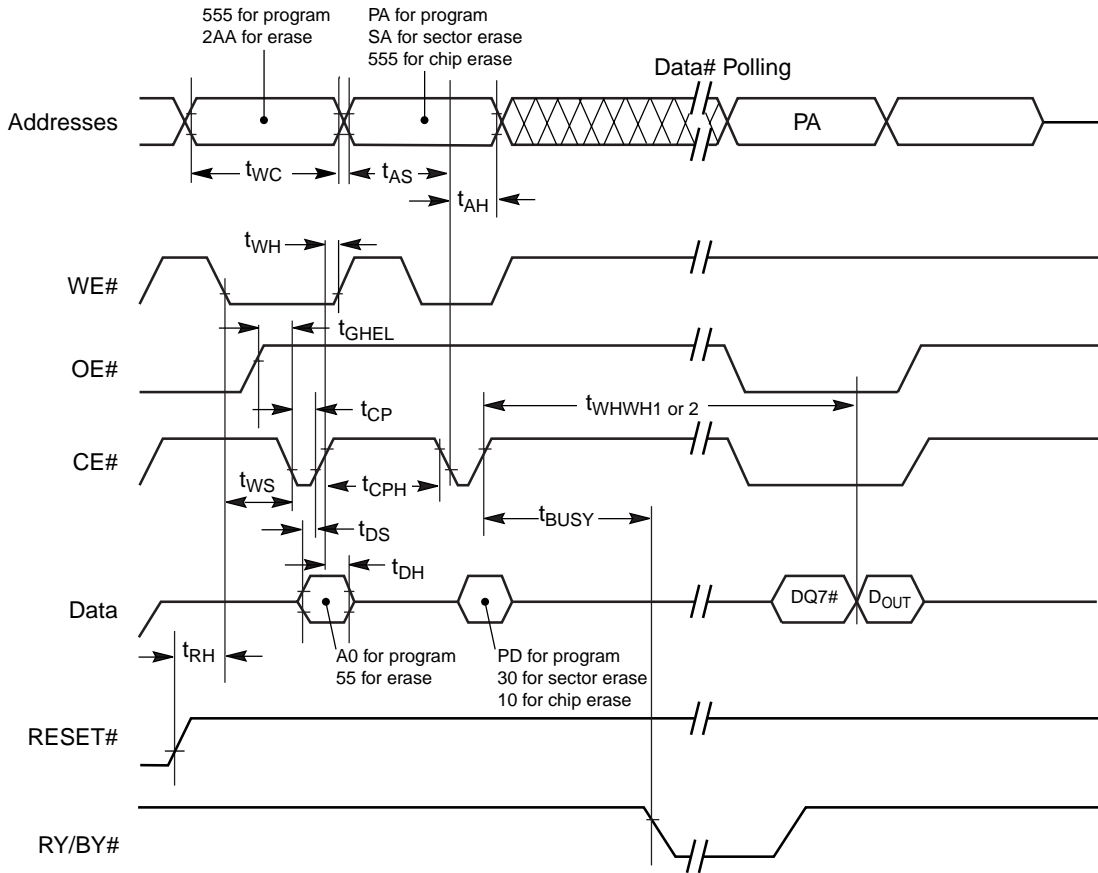 555 for program
2AA for erase
PA for program
SA for sector erase
555 for chip erase
Data# Polling
Addresses
PA
tWC
tAS
tAH
tWH
WE#
tGHEL
OE#
tWHWH1 or 2
tCP
CE#
tWS
tCPH
tBUSY
tDS
tDH
Data
DQ7#
DOUT
tRH
A0 for program
55 for erase
PD for program
30 for sector erase
10 for chip erase
RESET#
RY/BY#